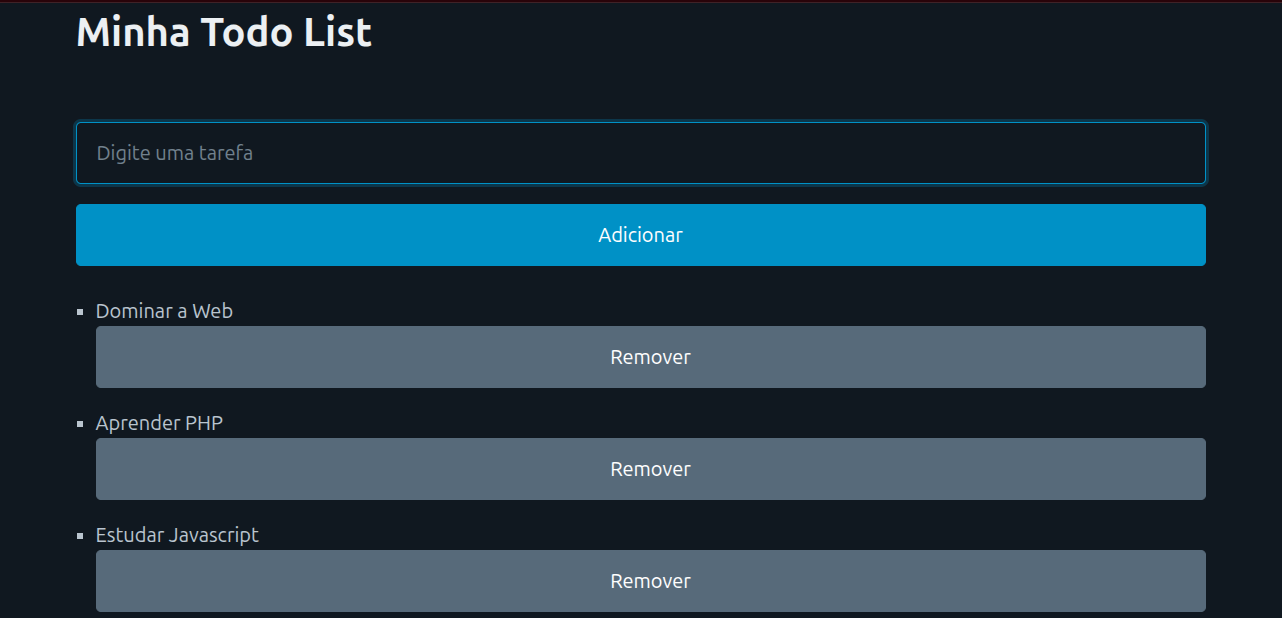 Minha Todo List
Digite uma tarefa
Adicionar
Dominar a Web
Remover
Aprender PHP
Remover
Estudar Javascript
Remover